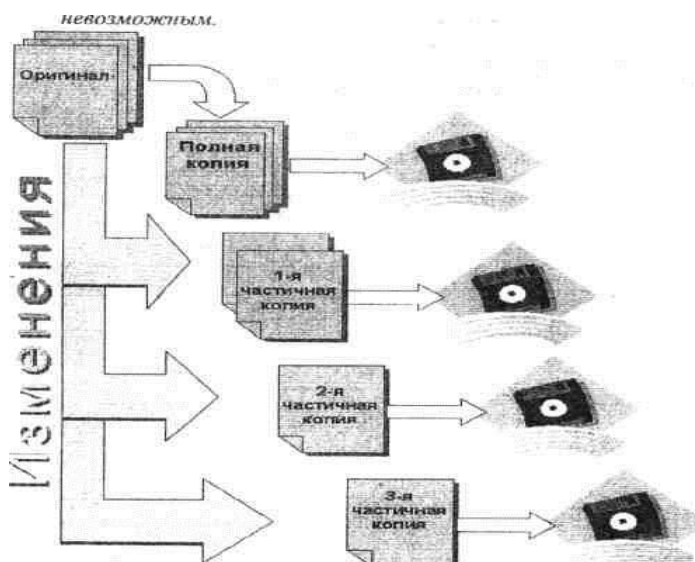 невозможным.
Оригинал
Полная
копия
Изменения
1-я
частичная
копия
2-я
частичная
копия
3-я
частичная
копия